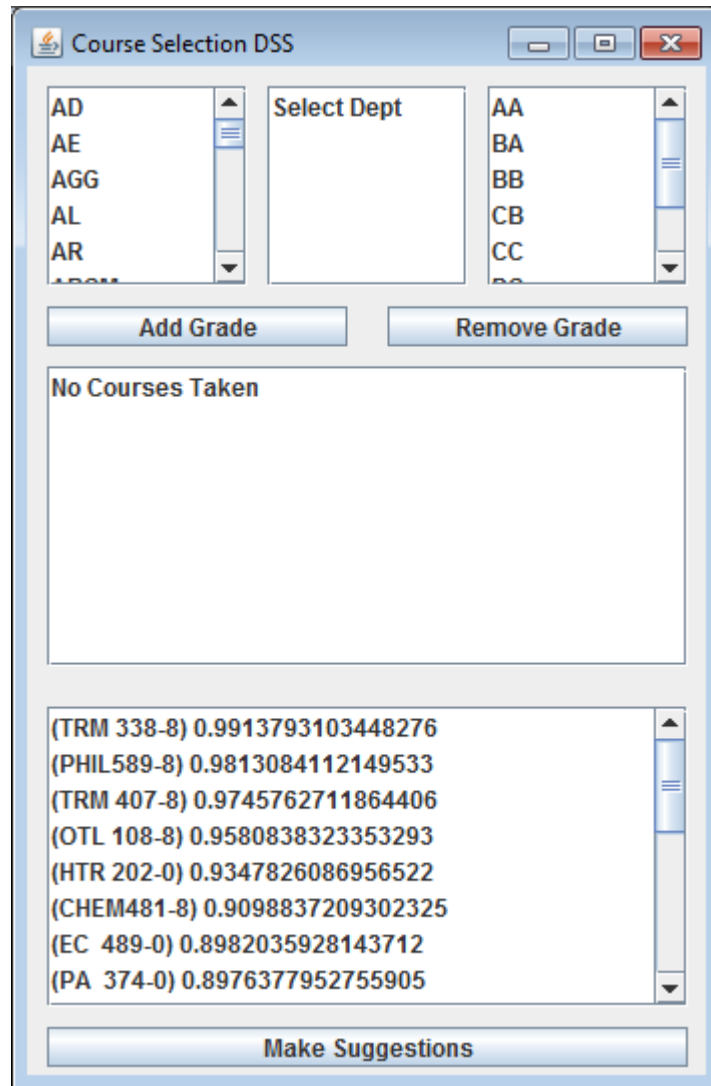 Course Selection DSS
AD
AE
AGG
AL
AR
Select Dept
AA
BA
BB
CB
CC
Add Grade
Remove Grade
No Courses Taken
(TRM 338-8) 0.9913793103448276
(PHIL589-8) 0.9813084112149533
(TRM 407-8) 0.9745762711864406
(OTL 108-8) 0.9580838323353293
(HTR 202-0) 0.9347826086956522
(CHEM481-8) 0.9098837209302325
(EC  489-0) 0.8982035928143712
(PA  374-0) 0.8976377952755905
Make Suggestions